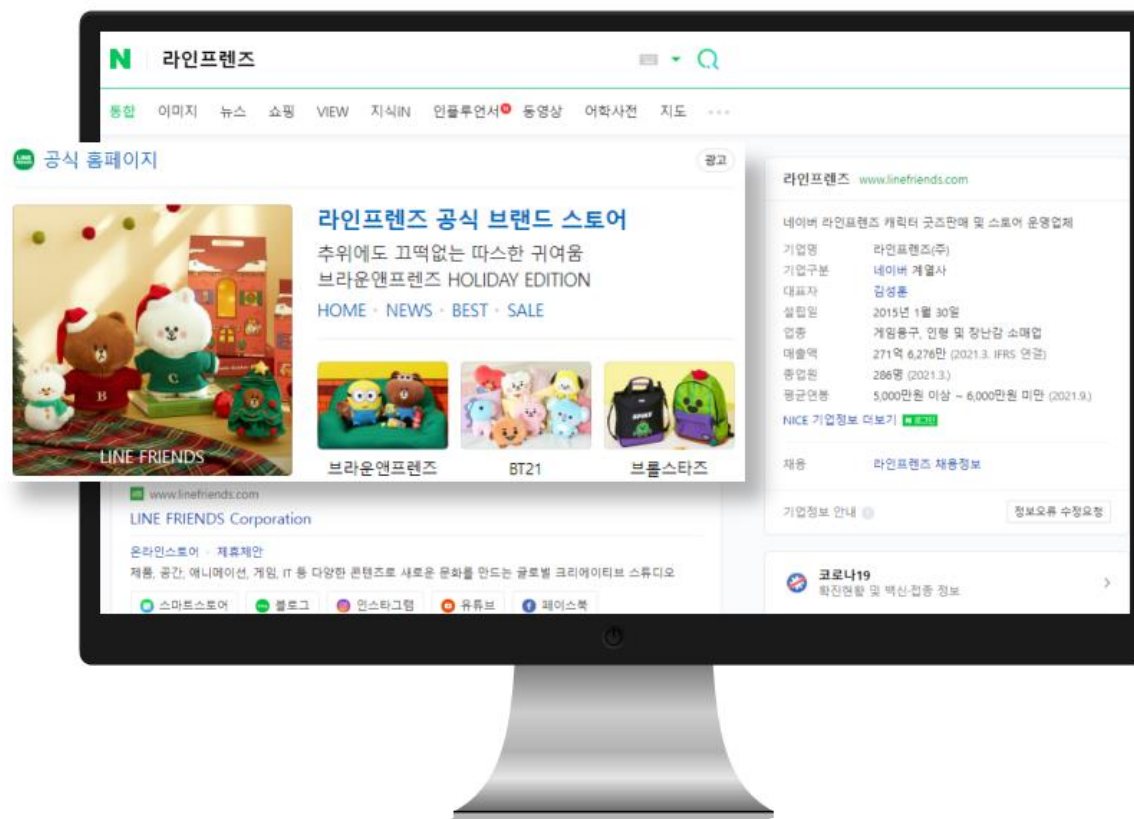 N 라인프렌즈
통합 이미지 뉴스 쇼핑 VIEW 지식IN 인플루언서 동영상 어학사전 지도
LINE FRIENDS 공식 홈페이지 광고
라인프렌즈 공식 브랜드 스토어
추위에도 끄떡없는 따스한 귀여움
브라운앤프렌즈 HOLIDAY EDITION
HOME · NEWS · BEST · SALE
B
C
LINE FRIENDS
브라운앤프렌즈 BT21 브롤스타즈
www.linefriends.com
LINE FRIENDS Corporation
온라인스토어 · 제휴제안
제품, 공간, 애니메이션, 게임, IT 등 다양한 콘텐츠로 새로운 문화를 만드는 글로벌 크리에이티브 스튜디오
스마트스토어 블로그 인스타그램 유튜브 페이스북
라인프렌즈 www.linefriends.com
네이버 라인프렌즈 캐릭터 굿즈판매 및 스토어 운영업체
기업명 라인프렌즈(주)
기업구분 네이버 계열사
대표자 김성훈
설립일 2015년 1월 30일
업종 게임용구, 인형 및 장난감 소매업
매출액 271억 6,276만 (2021.3. IFRS 연결)
종업원 286명 (2021.3.)
평균연봉 5,000만원 이상 ~ 6,000만원 미만 (2021.9.)
NICE 기업정보 더보기 N 로그인
채용 라인프렌즈 채용정보
기업정보 안내 정보오류 수정요청
코로나19
확진현황 및 백신·접종 정보